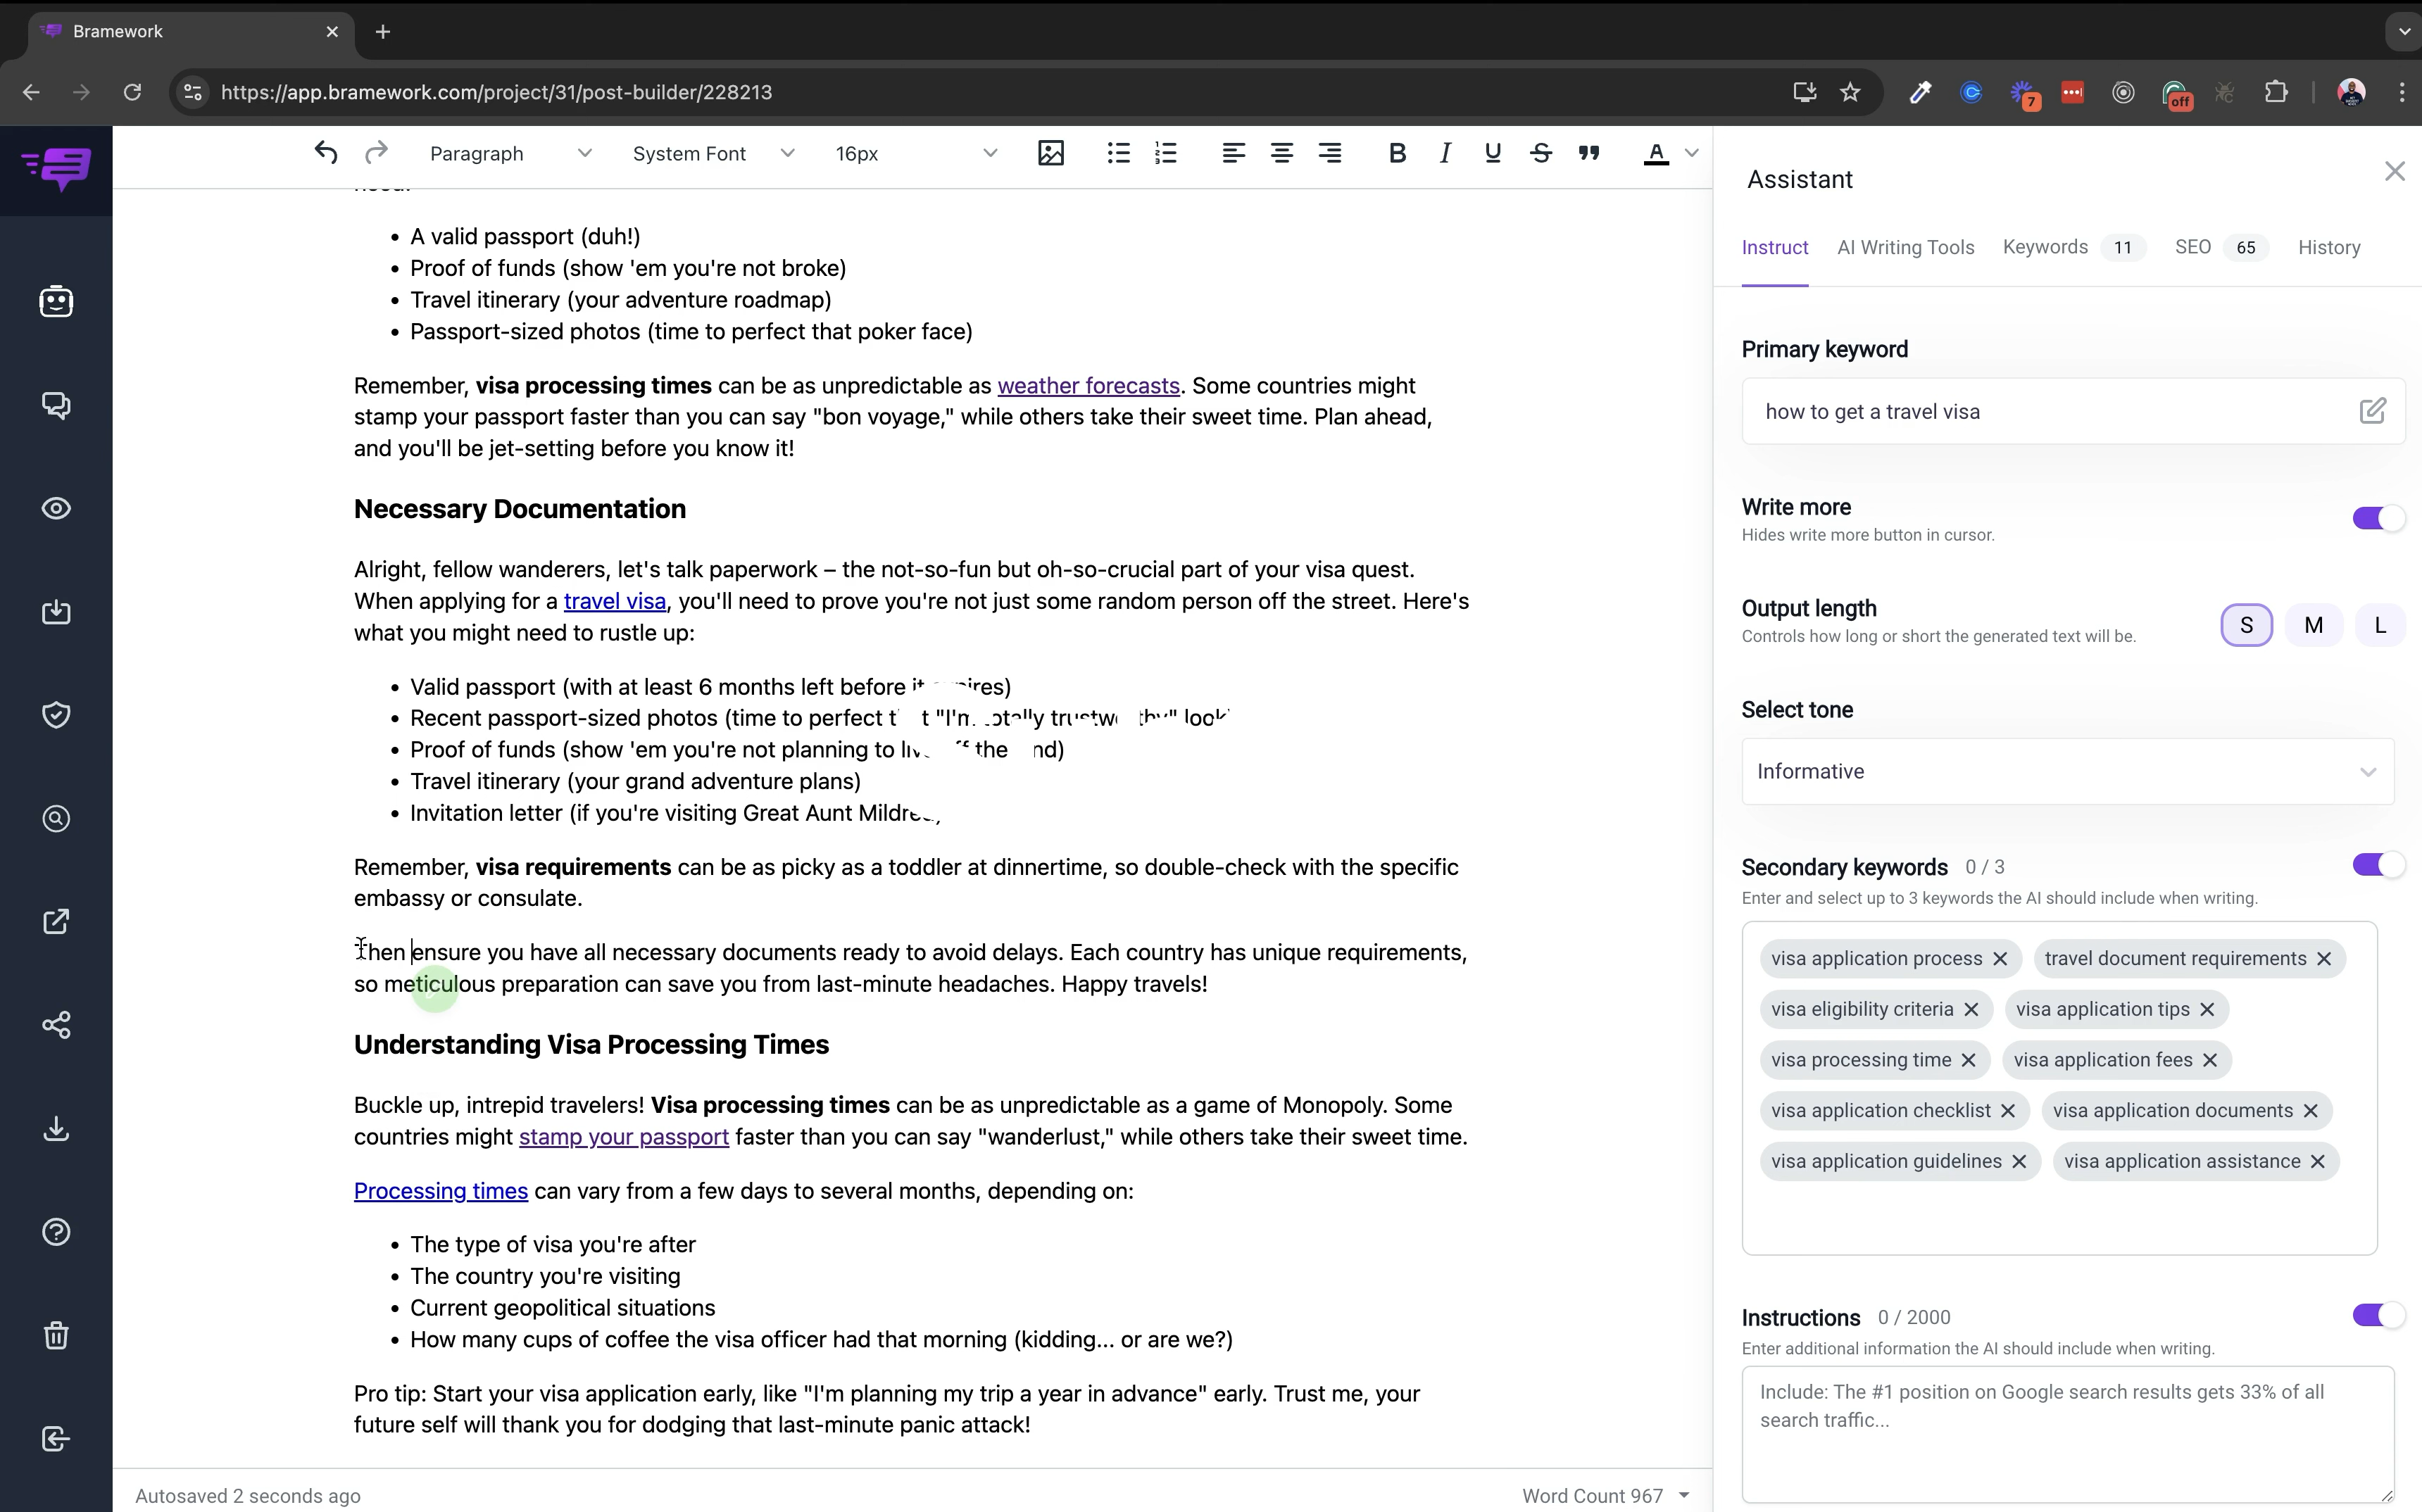 Bramework
https://app.bramework.com/project/31/post-builder/228213
7
off
Paragraph
System Font
16px
B
I
U
S
A
A valid passport (duh!)
Proof of funds (show 'em you're not broke)
Travel itinerary (your adventure roadmap)
Passport-sized photos (time to perfect that poker face)
Remember, visa processing times can be as unpredictable as weather forecasts. Some countries might
stamp your passport faster than you can say "bon voyage," while others take their sweet time. Plan ahead,
and you'll be jet-setting before you know it!
Necessary Documentation
Alright, fellow wanderers, let's talk paperwork – the not-so-fun but oh-so-crucial part of your visa quest.
When applying for a travel visa, you'll need to prove you're not just some random person off the street. Here's
what you might need to rustle up:
Valid passport (with at least 6 months left before
Recent passport-sized photos (time to perfect "I'm totally look
Proof of funds (show 'em you're not planning to the
Travel itinerary (your grand adventure plans)
Invitation letter (if you're visiting Great Aunt
Remember, visa requirements can be as picky as a toddler at dinnertime, so double-check with the specific
embassy or consulate.
Then ensure you have all necessary documents ready to avoid delays. Each country has unique requirements,
so meticulous preparation can save you from last-minute headaches. Happy travels!
Understanding Visa Processing Times
Buckle up, intrepid travelers! Visa processing times can be as unpredictable as a game of Monopoly. Some
countries might stamp your passport faster than you can say "wanderlust," while others take their sweet time.
Processing times can vary from a few days to several months, depending on:
The type of visa you're after
The country you're visiting
Current geopolitical situations
How many cups of coffee the visa officer had that morning (kidding... or are we?)
Pro tip: Start your visa application early, like "I'm planning my trip a year in advance" early. Trust me, your
future self will thank you for dodging that last-minute panic attack!
Autosaved 2 seconds ago
Word Count 967
Assistant
Instruct AI Writing Tools Keywords 11 SEO 65 History
Primary keyword
how to get a travel visa
Write more
Hides write more button in cursor.
Output length
Controls how long or short the generated text will be.
S M L
Select tone
Informative
Secondary keywords 0 / 3
Enter and select up to 3 keywords the AI should include when writing.
visa application process travel document requirements
visa eligibility criteria visa application tips
visa processing time visa application fees
visa application checklist visa application documents
visa application guidelines visa application assistance
Instructions 0 / 2000
Enter additional information the AI should include when writing.
Include: The #1 position on Google search results gets 33% of all
search traffic...